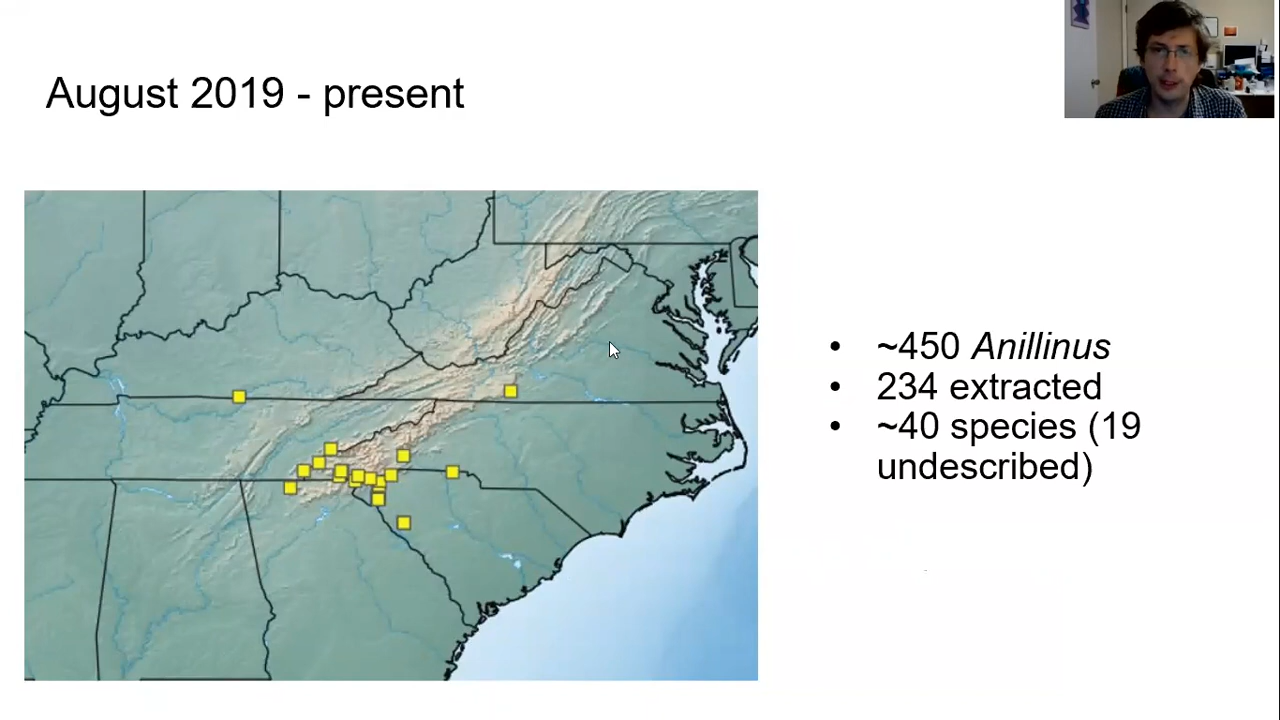 August 2019 - present
• ~450 Anillinus
• 234 extracted
• ~40 species (19
undescribed)